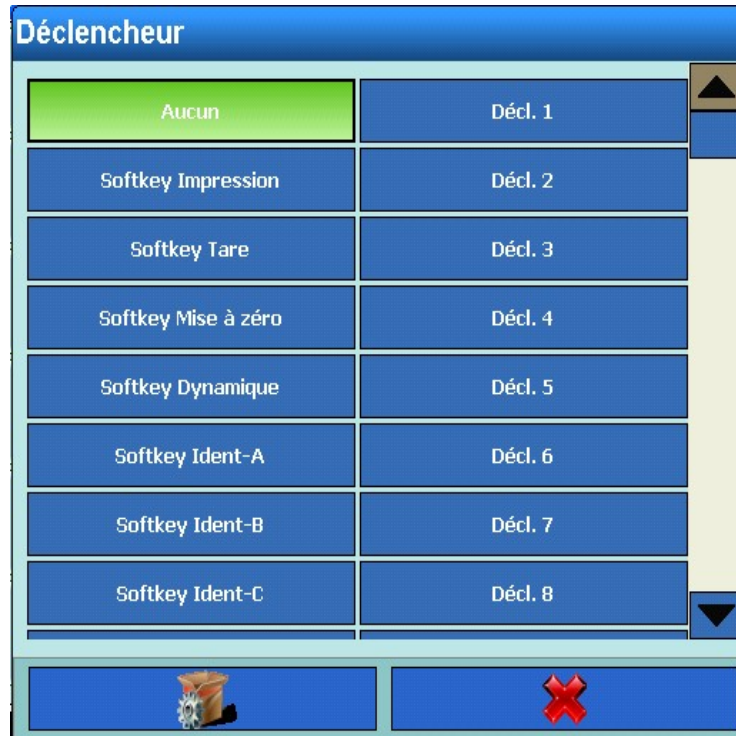 Déclencheur
Aucun
Décl. 1
Softkey Impression
Décl. 2
Softkey Tare
Décl. 3
Softkey Mise à zéro
Décl. 4
Softkey Dynamique
Décl. 5
Softkey Ident-A
Décl. 6
Softkey Ident-B
Décl. 7
Softkey Ident-C
Décl. 8